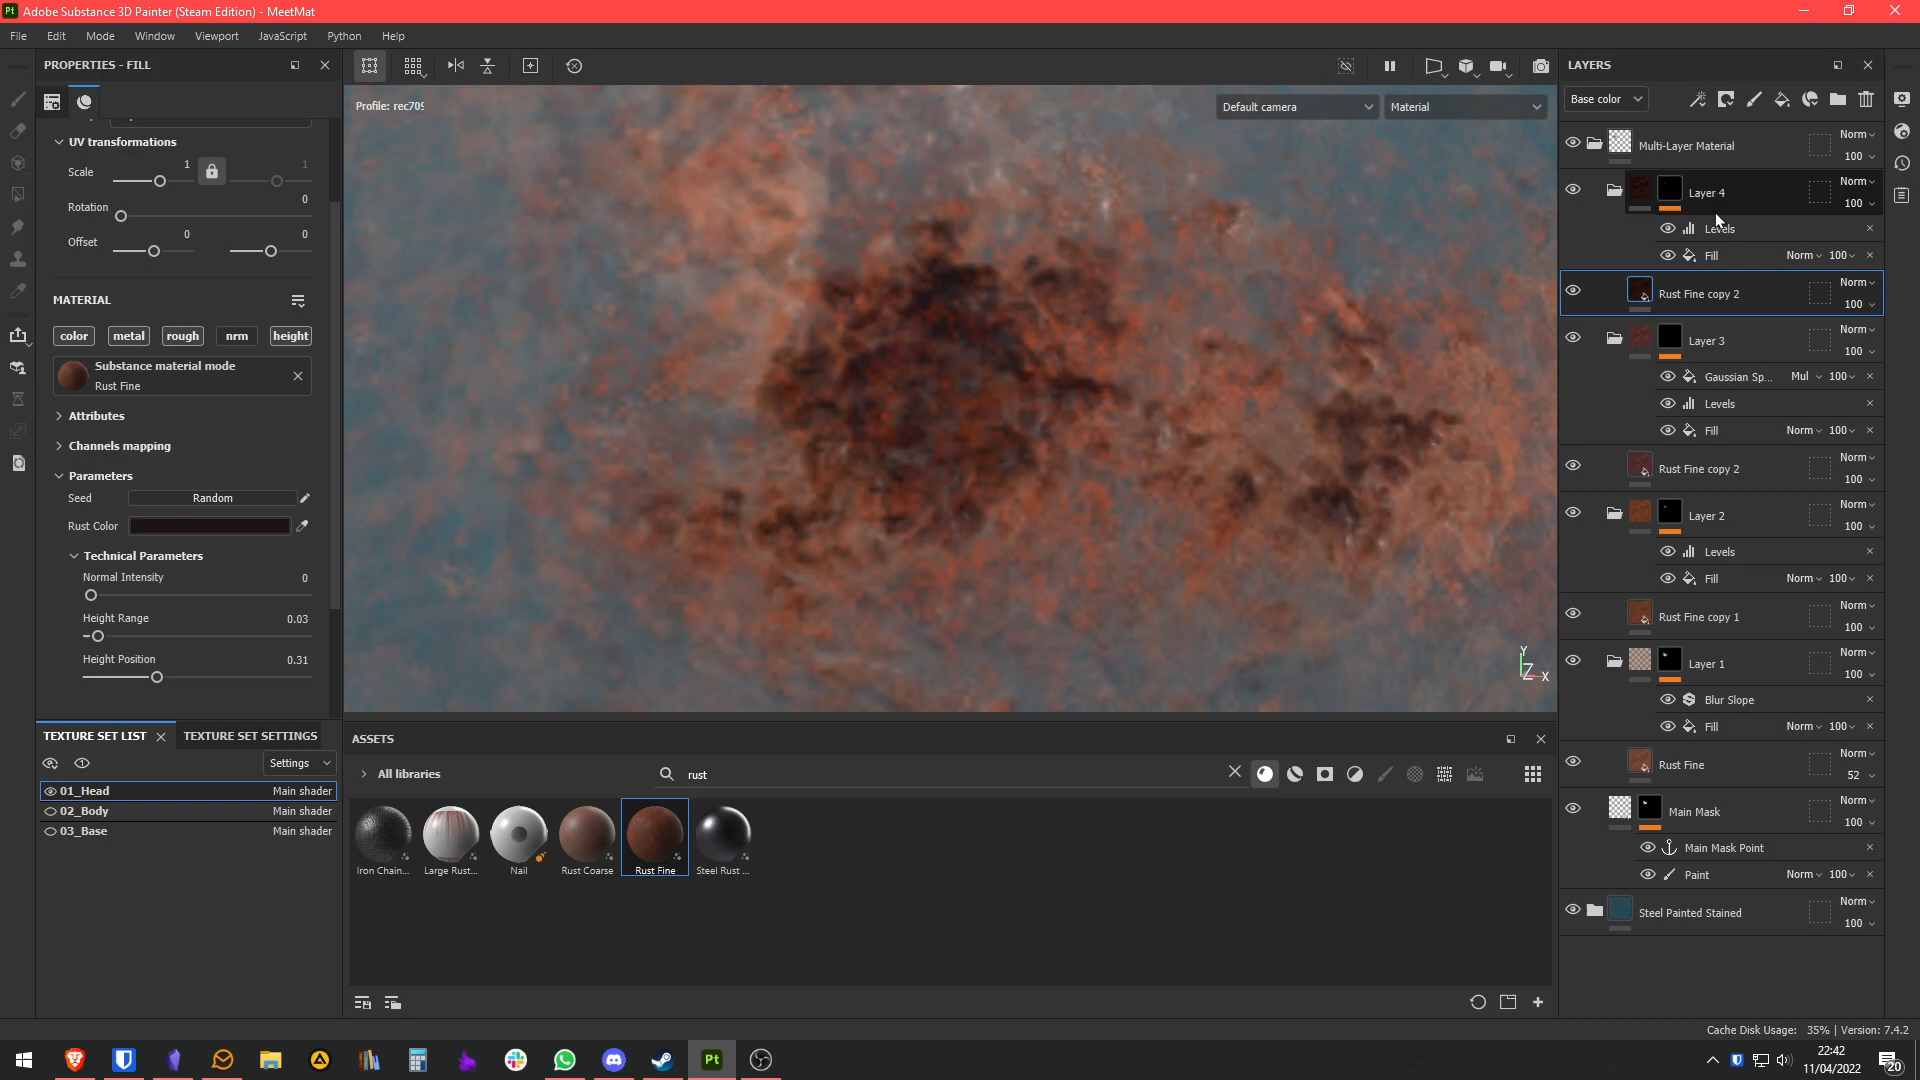 Pt Adobe Substance 3D Painter (Steam Edition) - MeetMat
File Edit Mode Window Viewport JavaScript Python Help
PROPERTIES - FILL
UV transformations
Scale 1 1
Rotation 0
Offset 0 0
MATERIAL
color metal rough nrm height
Substance material mode
Rust Fine
Attributes
Channels mapping
Parameters
Seed Random
Rust Color
Technical Parameters
Normal Intensity 0
Height Range 0.03
Height Position 0.31
TEXTURE SET LIST TEXTURE SET SETTINGS
Settings
01_Head Main shader
02_Body Main shader
03_Base Main shader
Profile: rec709
Default camera Material
Y
Z X
ASSETS
All libraries rust
Iron Chain... Large Rust... Nail Rust Coarse Rust Fine Steel Rust ...
LAYERS
Base color
Multi-Layer Material Norm 100
Layer 4 Norm 100
Levels
Fill Norm 100
Rust Fine copy 2 Norm 100
Layer 3 Norm 100
Gaussian Sp... Mul 100
Levels
Fill Norm 100
Rust Fine copy 2 Norm 100
Layer 2 Norm 100
Levels
Fill Norm 100
Rust Fine copy 1 Norm 100
Layer 1 Norm 100
Blur Slope
Fill Norm 100
Rust Fine Norm 52
Main Mask Norm 100
Main Mask Point
Paint Norm 100
Steel Painted Stained Norm 100
Cache Disk Usage: 35% | Version: 7.4.2
Pt
22:42
11/04/2022
20